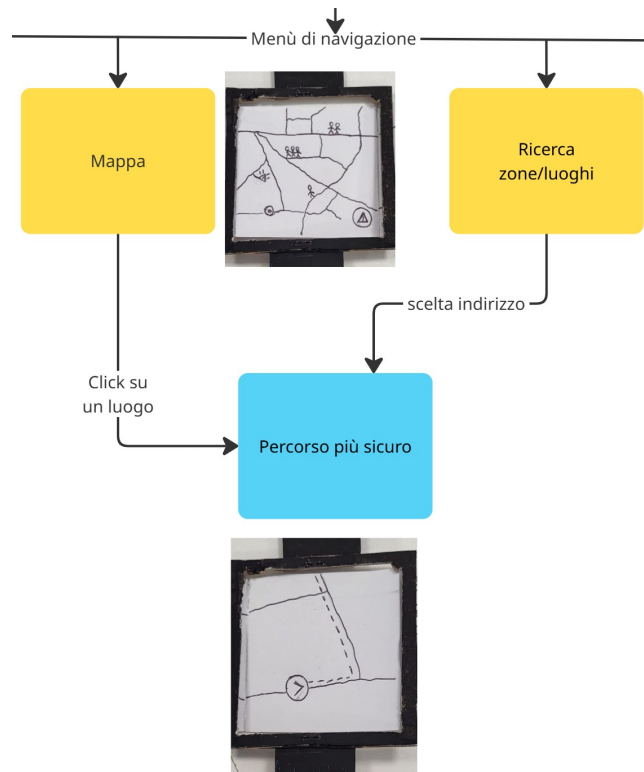 Menù di navigazione
Mappa
Ricerca
zone/luoghi
scelta indirizzo
Click su
un luogo
Percorso più sicuro